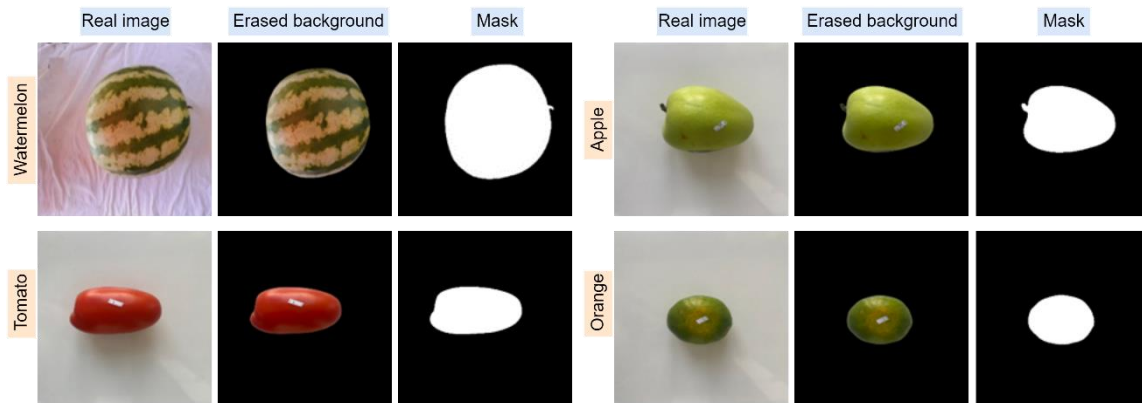 Real image Erased background Mask Real image Erased background Mask
Watermelon
Apple
Tomato
Orange